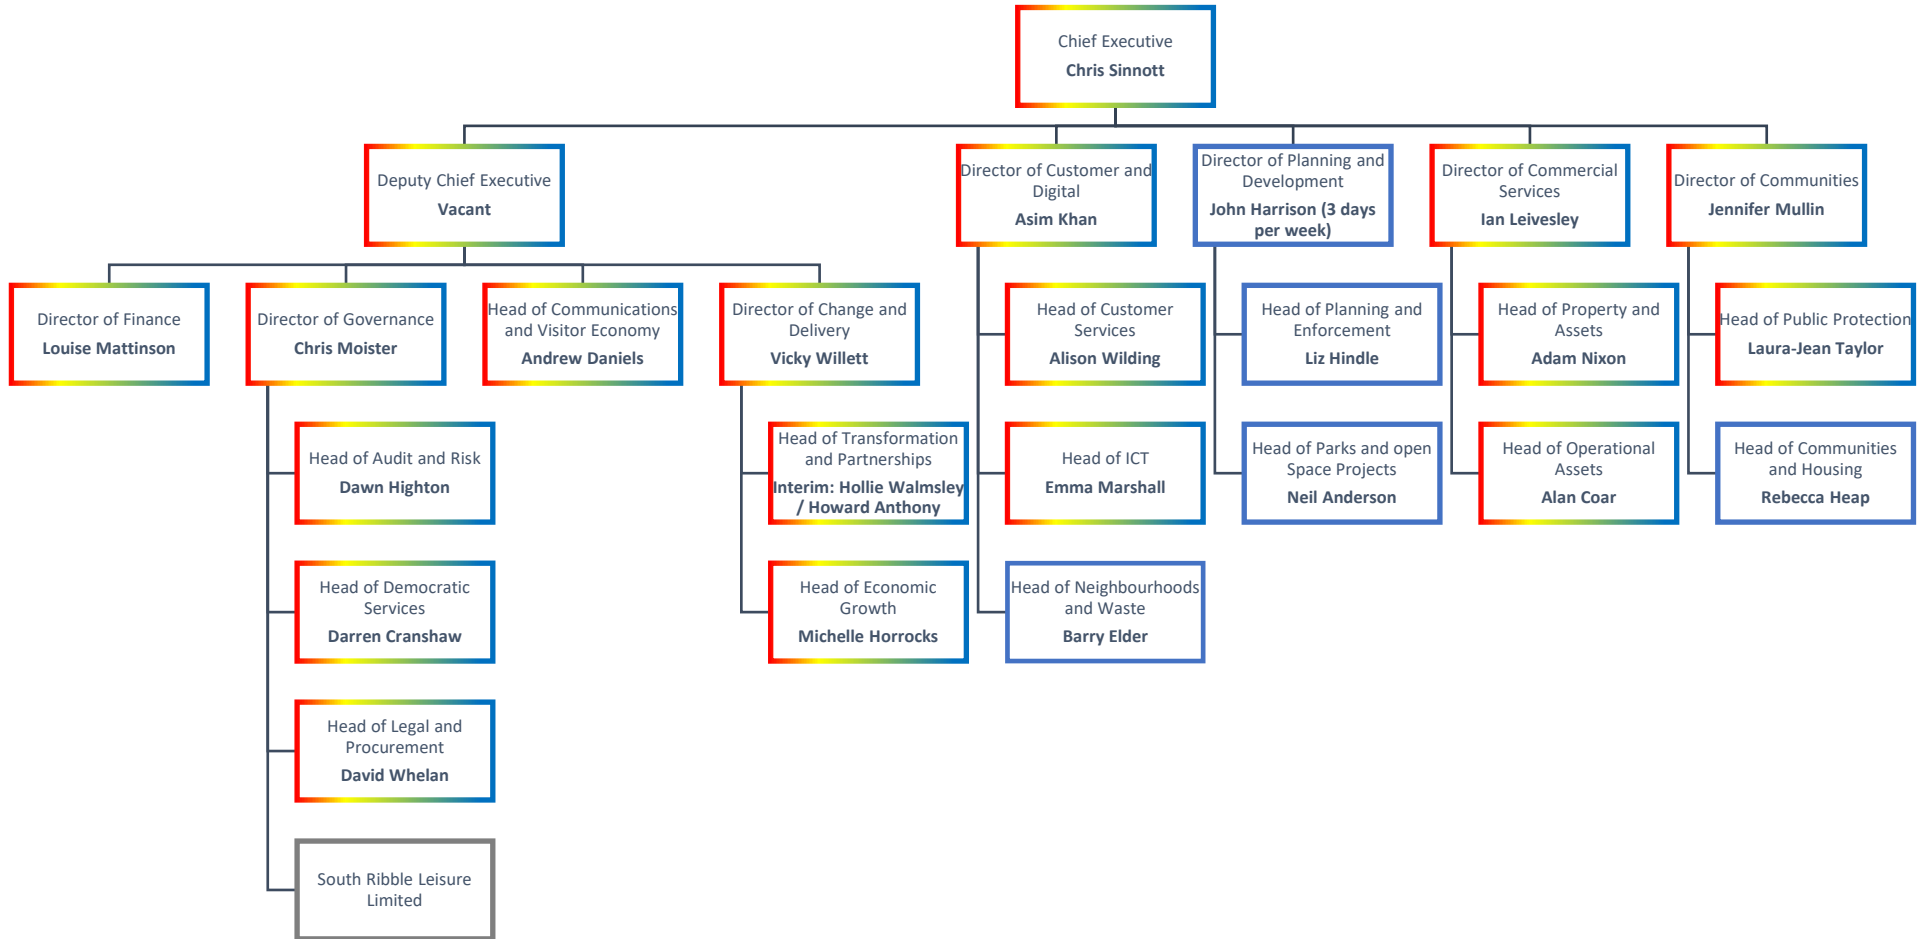 Chief Executive
Chris Sinnott
Deputy Chief Executive
Vacant
Director of Customer and
Digital
Asim Khan
Director of Planning and
Development
John Harrison (3 days
per week)
Director of Commercial
Services
Ian Leivesley
Director of Communities
Jennifer Mullin
Director of Finance
Louise Mattinson
Director of Governance
Chris Moister
Head of Communications
and Visitor Economy
Andrew Daniels
Director of Change and
Delivery
Vicky Willett
Head of Customer
Services
Alison Wilding
Head of Planning and
Enforcement
Liz Hindle
Head of Property and
Assets
Adam Nixon
Head of Public Protection
Laura-Jean Taylor
Head of Audit and Risk
Dawn Highton
Head of Transformation
and Partnerships
Interim: Hollie Walmsley
/ Howard Anthony
Head of ICT
Emma Marshall
Head of Parks and open
Space Projects
Neil Anderson
Head of Operational
Assets
Alan Coar
Head of Communities
and Housing
Rebecca Heap
Head of Democratic
Services
Darren Cranshaw
Head of Economic
Growth
Michelle Horrocks
Head of Neighbourhoods
and Waste
Barry Elder
Head of Legal and
Procurement
David Whelan
South Ribble Leisure
Limited